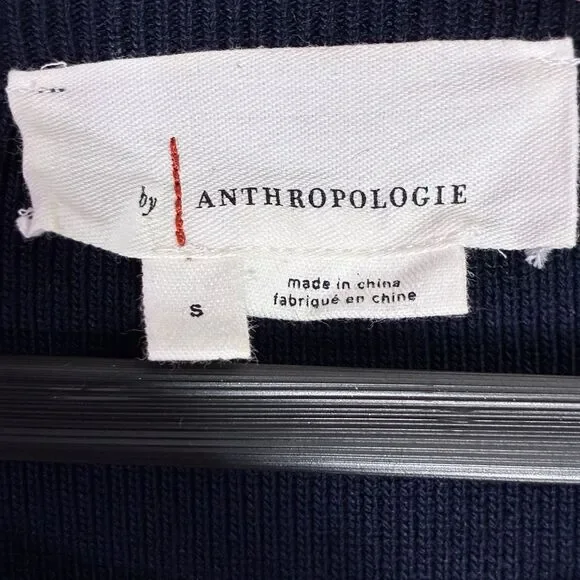 by ANTHROPOLOGIE
S
made in china
fabriqué en chine